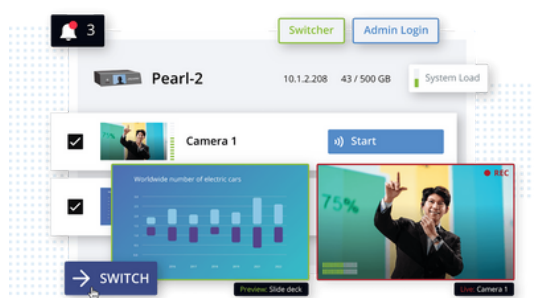 3
Switcher
Admin Login
Pearl-2
10.1.2.208
43 / 500 GB
System Load
Camera 1
Start
Worldwide number of electric cars
75%
REC
SWITCH
Preview: Slide deck
Live: Camera 1